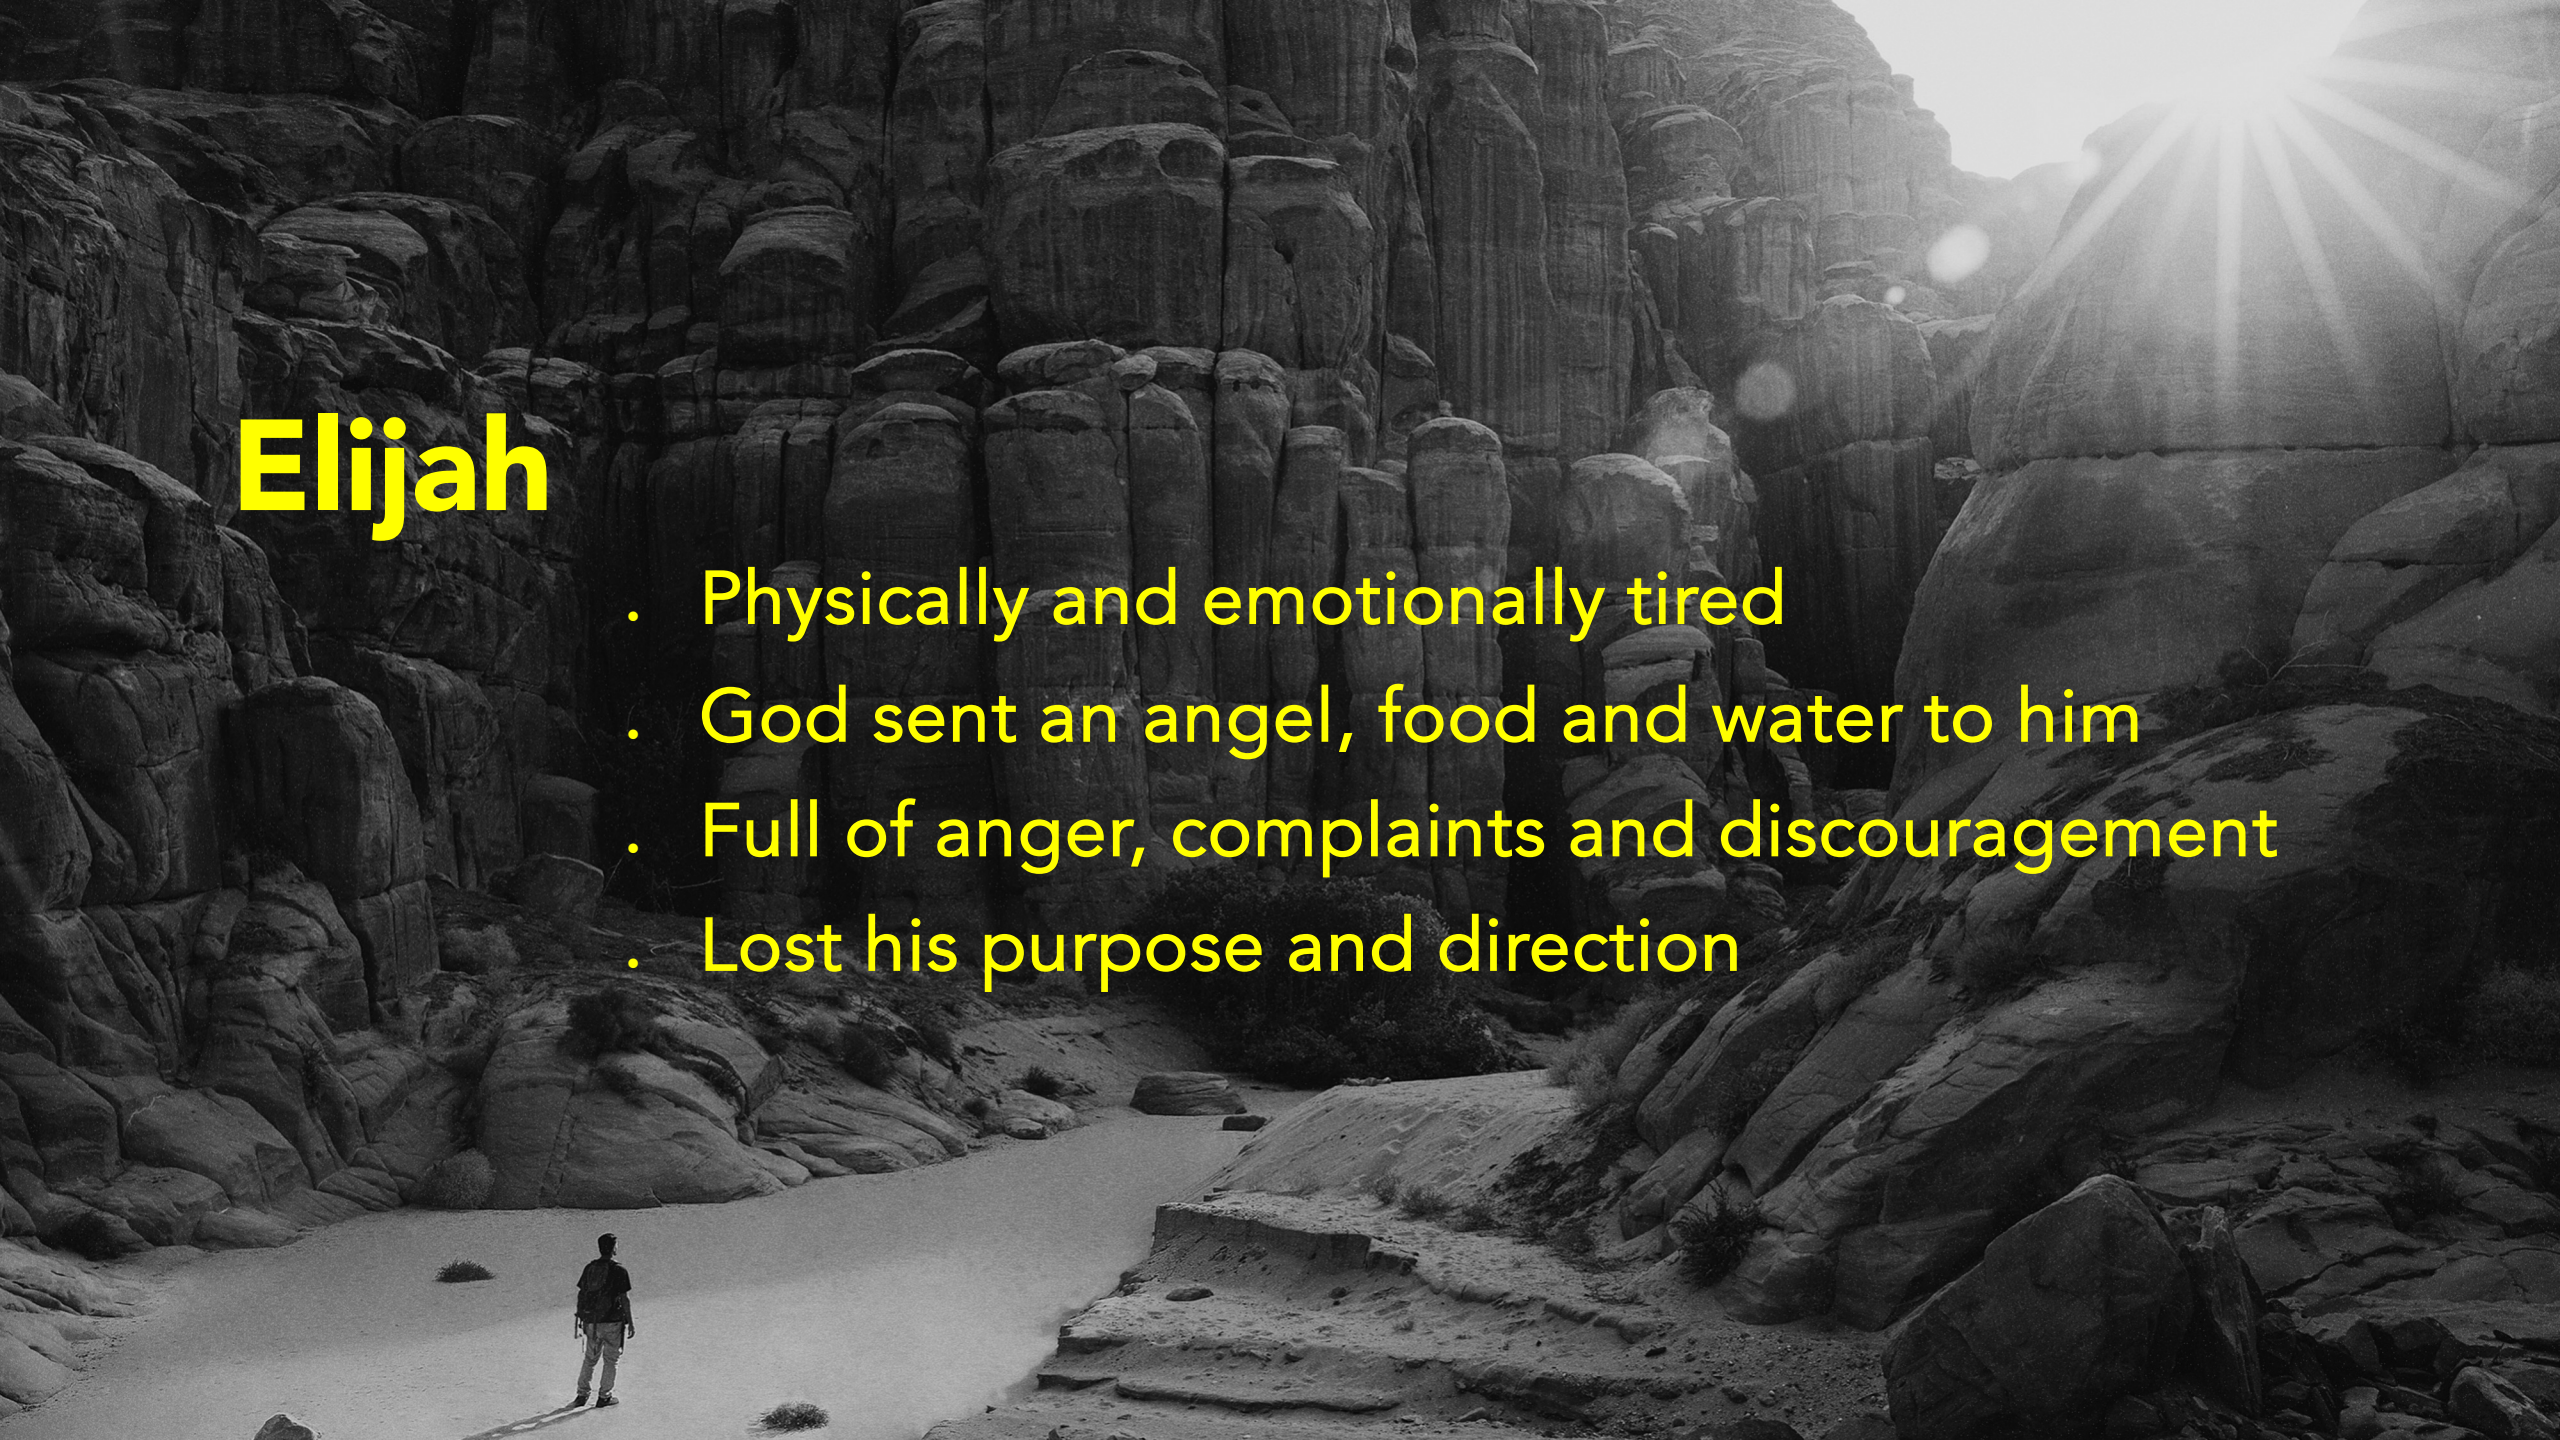 Elijah
. Physically and emotionally tired
. God sent an angel, food and water to him
. Full of anger, complaints and discouragement
. Lost his purpose and direction